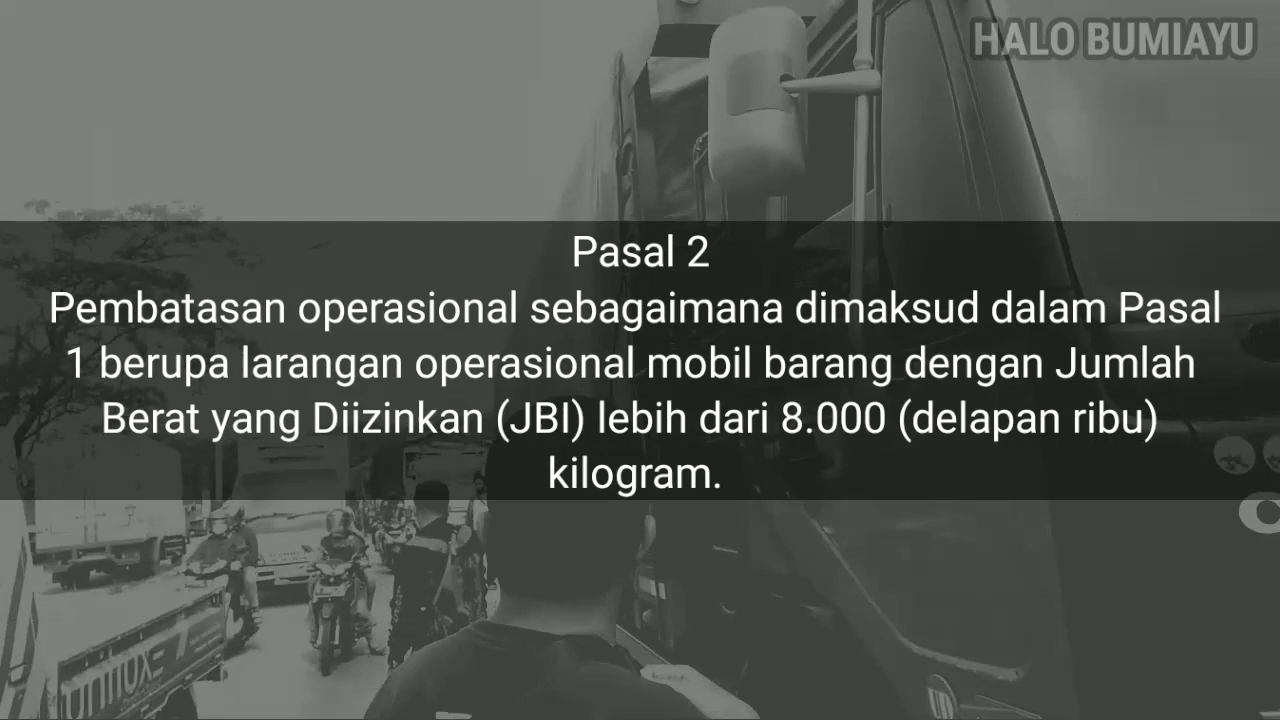 HALO BUMIAYU
Pasal 2
Pembatasan operasional sebagaimana dimaksud dalam Pasal
1 berupa larangan operasional mobil barang dengan Jumlah
Berat yang Diizinkan (JBI) lebih dari 8.000 (delapan ribu)
kilogram.